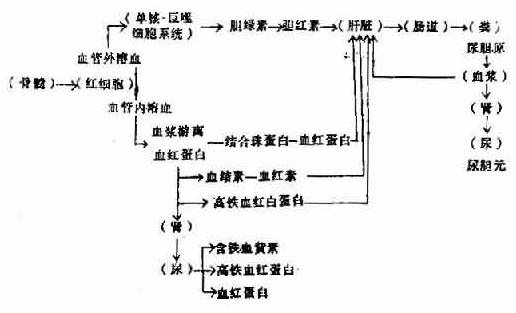 (单核-巨噬
细胞系统)
胆绿素
胆红素
(肝脏)
(肠道)
(粪)
尿胆原
血管外溶血
(骨髓)
(红细胞)
(血浆)
血管内溶血
(肾)
血浆游离
血红蛋白
结合珠蛋白
血红蛋白
(尿)
尿胆元
血结素
血红素
高铁血红白蛋白
(肾)
(尿)
含铁血黄素
高铁血红蛋白
血红蛋白